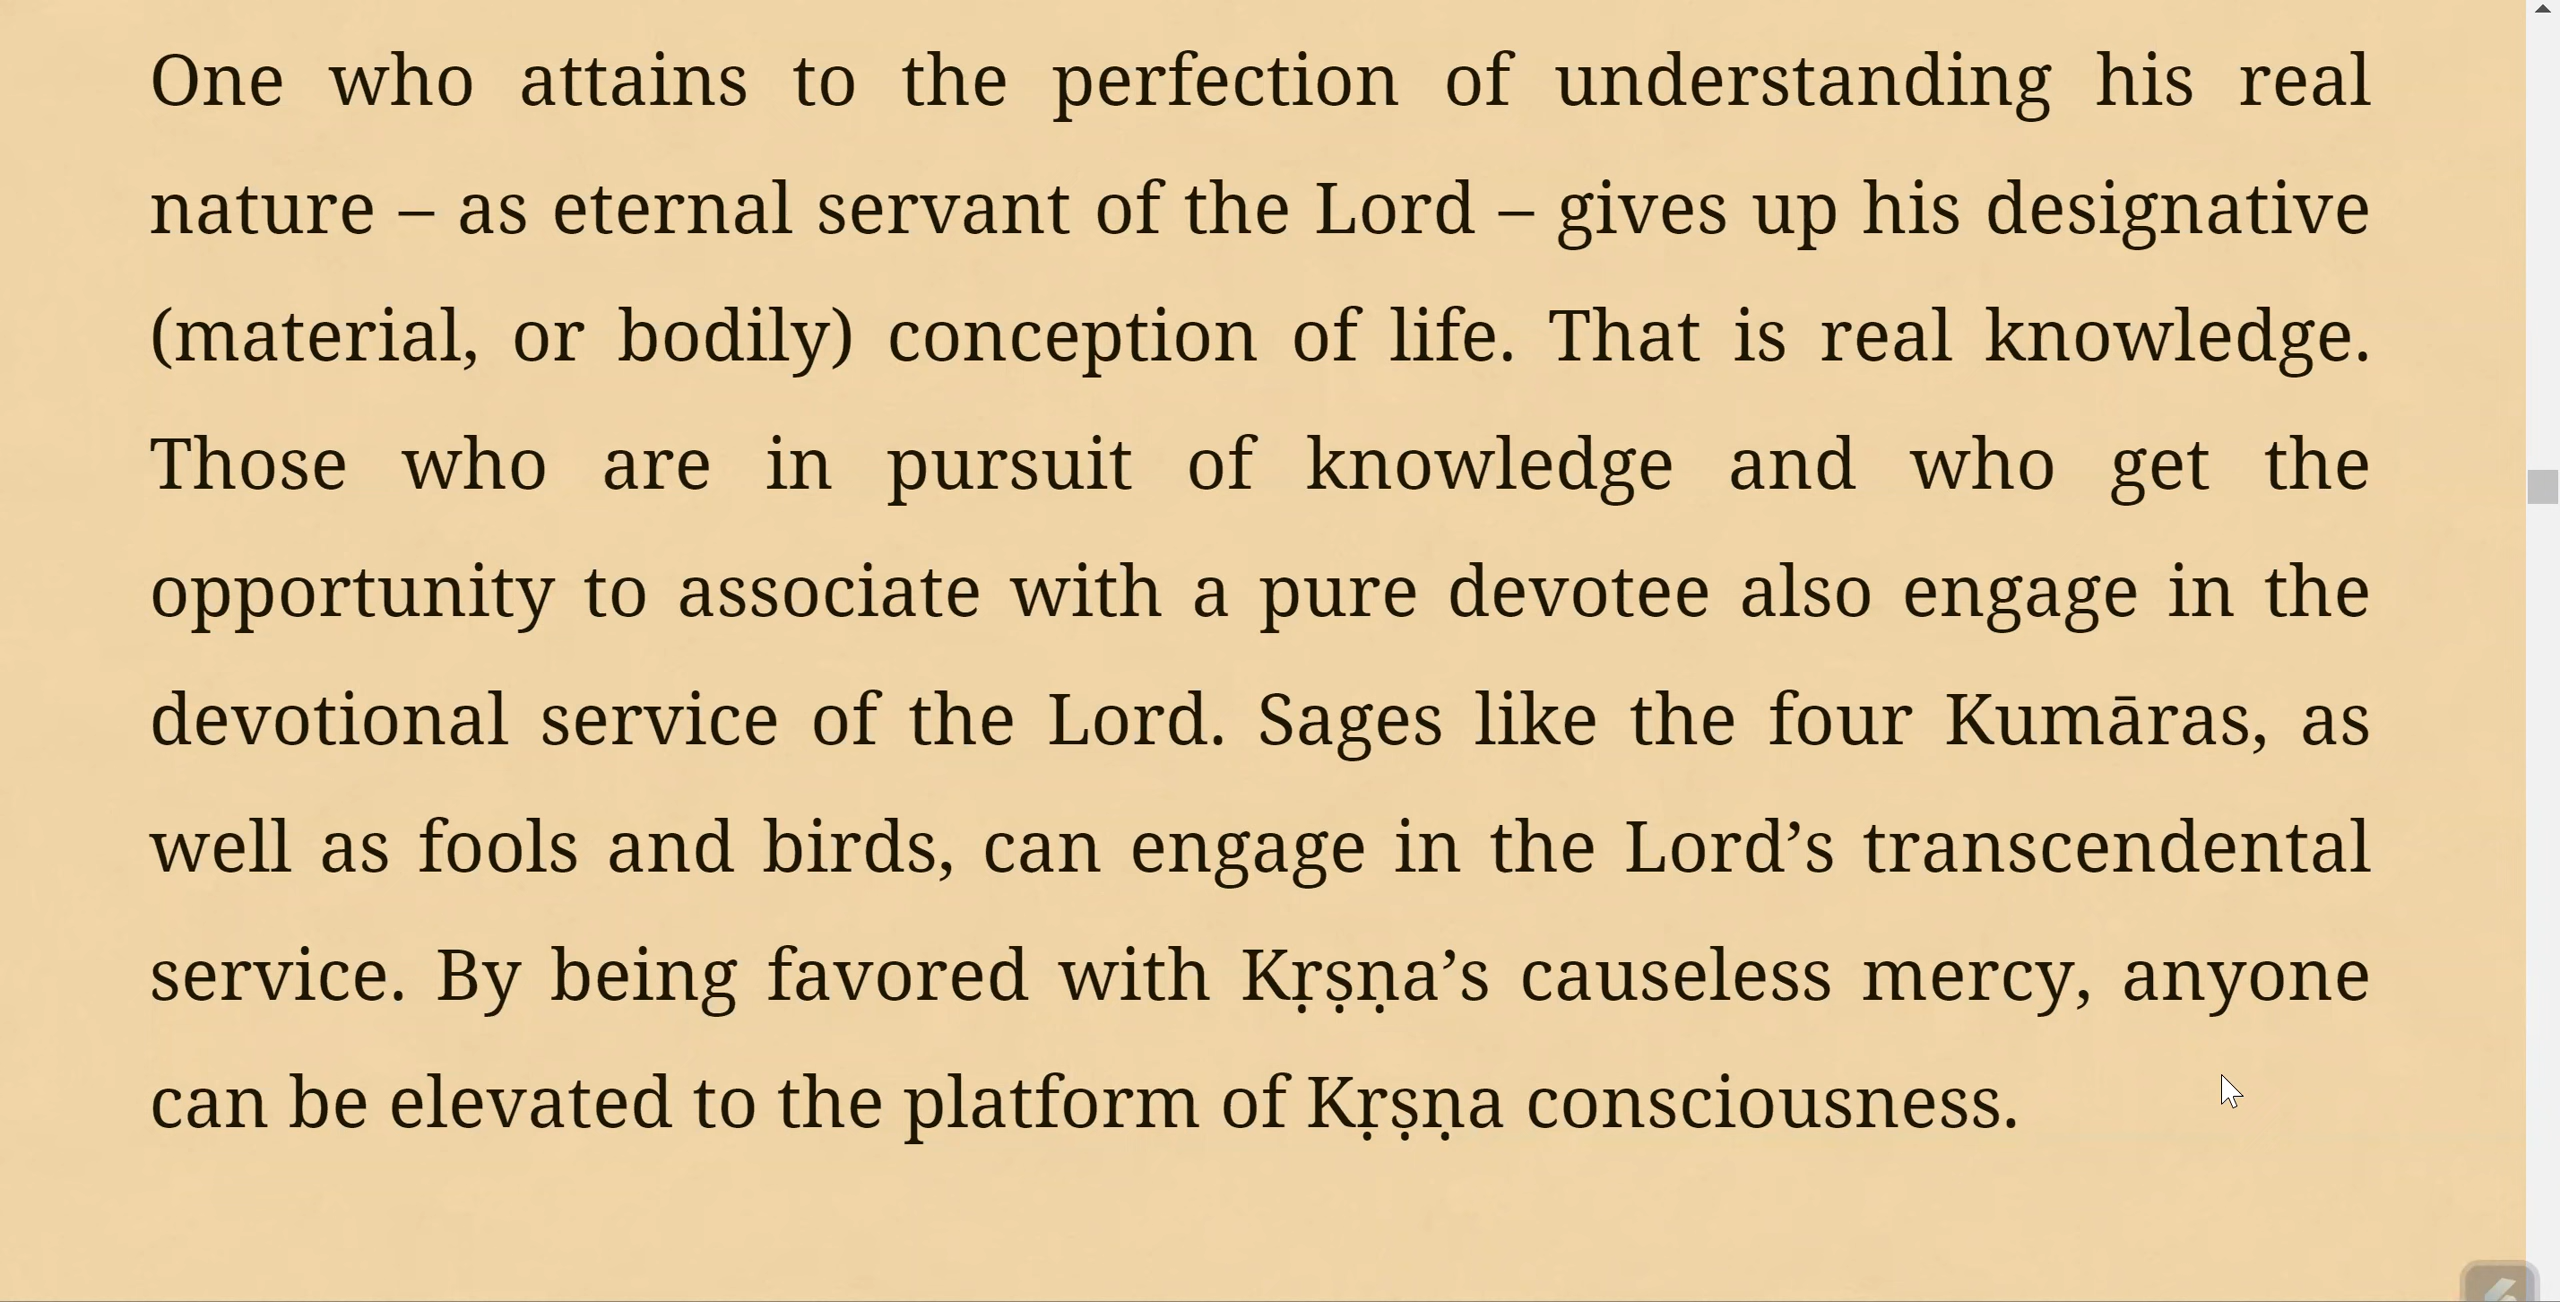 One who attains to the perfection of understanding his real
nature – as eternal servant of the Lord – gives up his designative
(material, or bodily) conception of life. That is real knowledge.
Those who are in pursuit of knowledge and who get the
opportunity to associate with a pure devotee also engage in the
devotional service of the Lord. Sages like the four Kumāras, as
well as fools and birds, can engage in the Lord’s transcendental
service. By being favored with Kṛṣṇa’s causeless mercy, anyone
can be elevated to the platform of Kṛṣṇa consciousness.